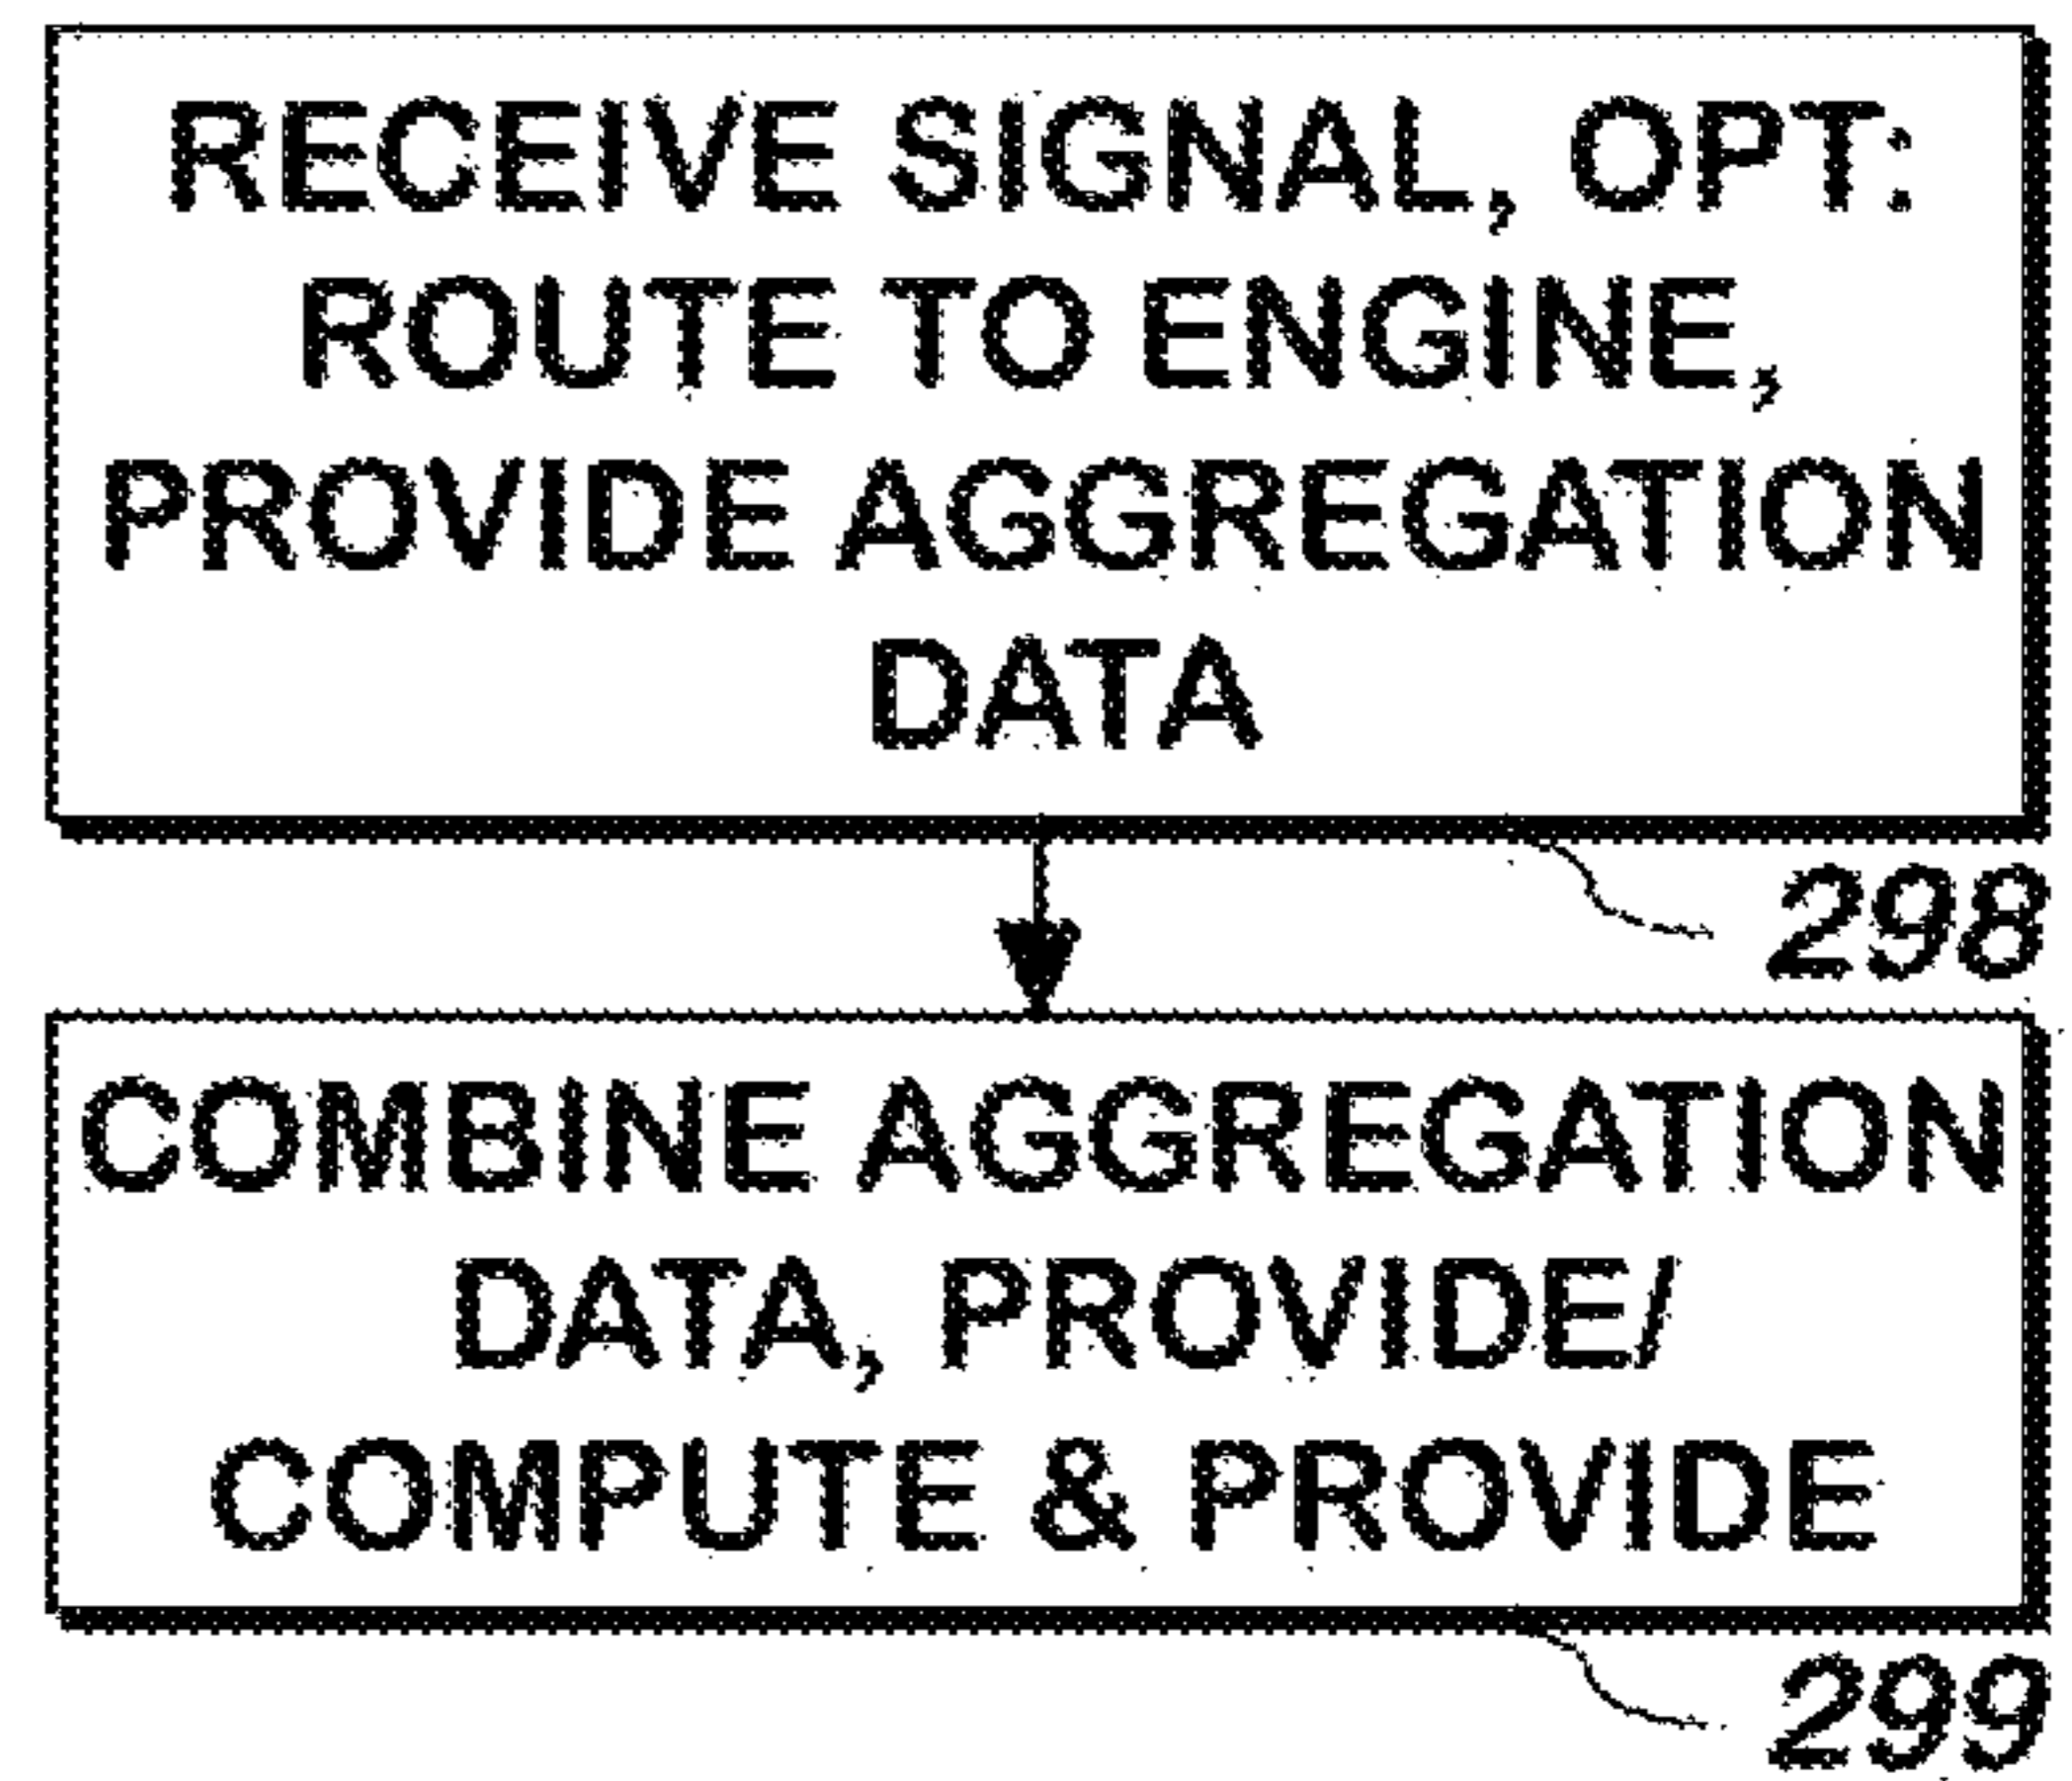 RECEIVE SIGNAL, OPT:
ROUTE TO ENGINE,
PROVIDE AGGREGATION
DATA
298
COMBINE AGGREGATION
DATA, PROVIDE/
COMPUTE & PROVIDE
299